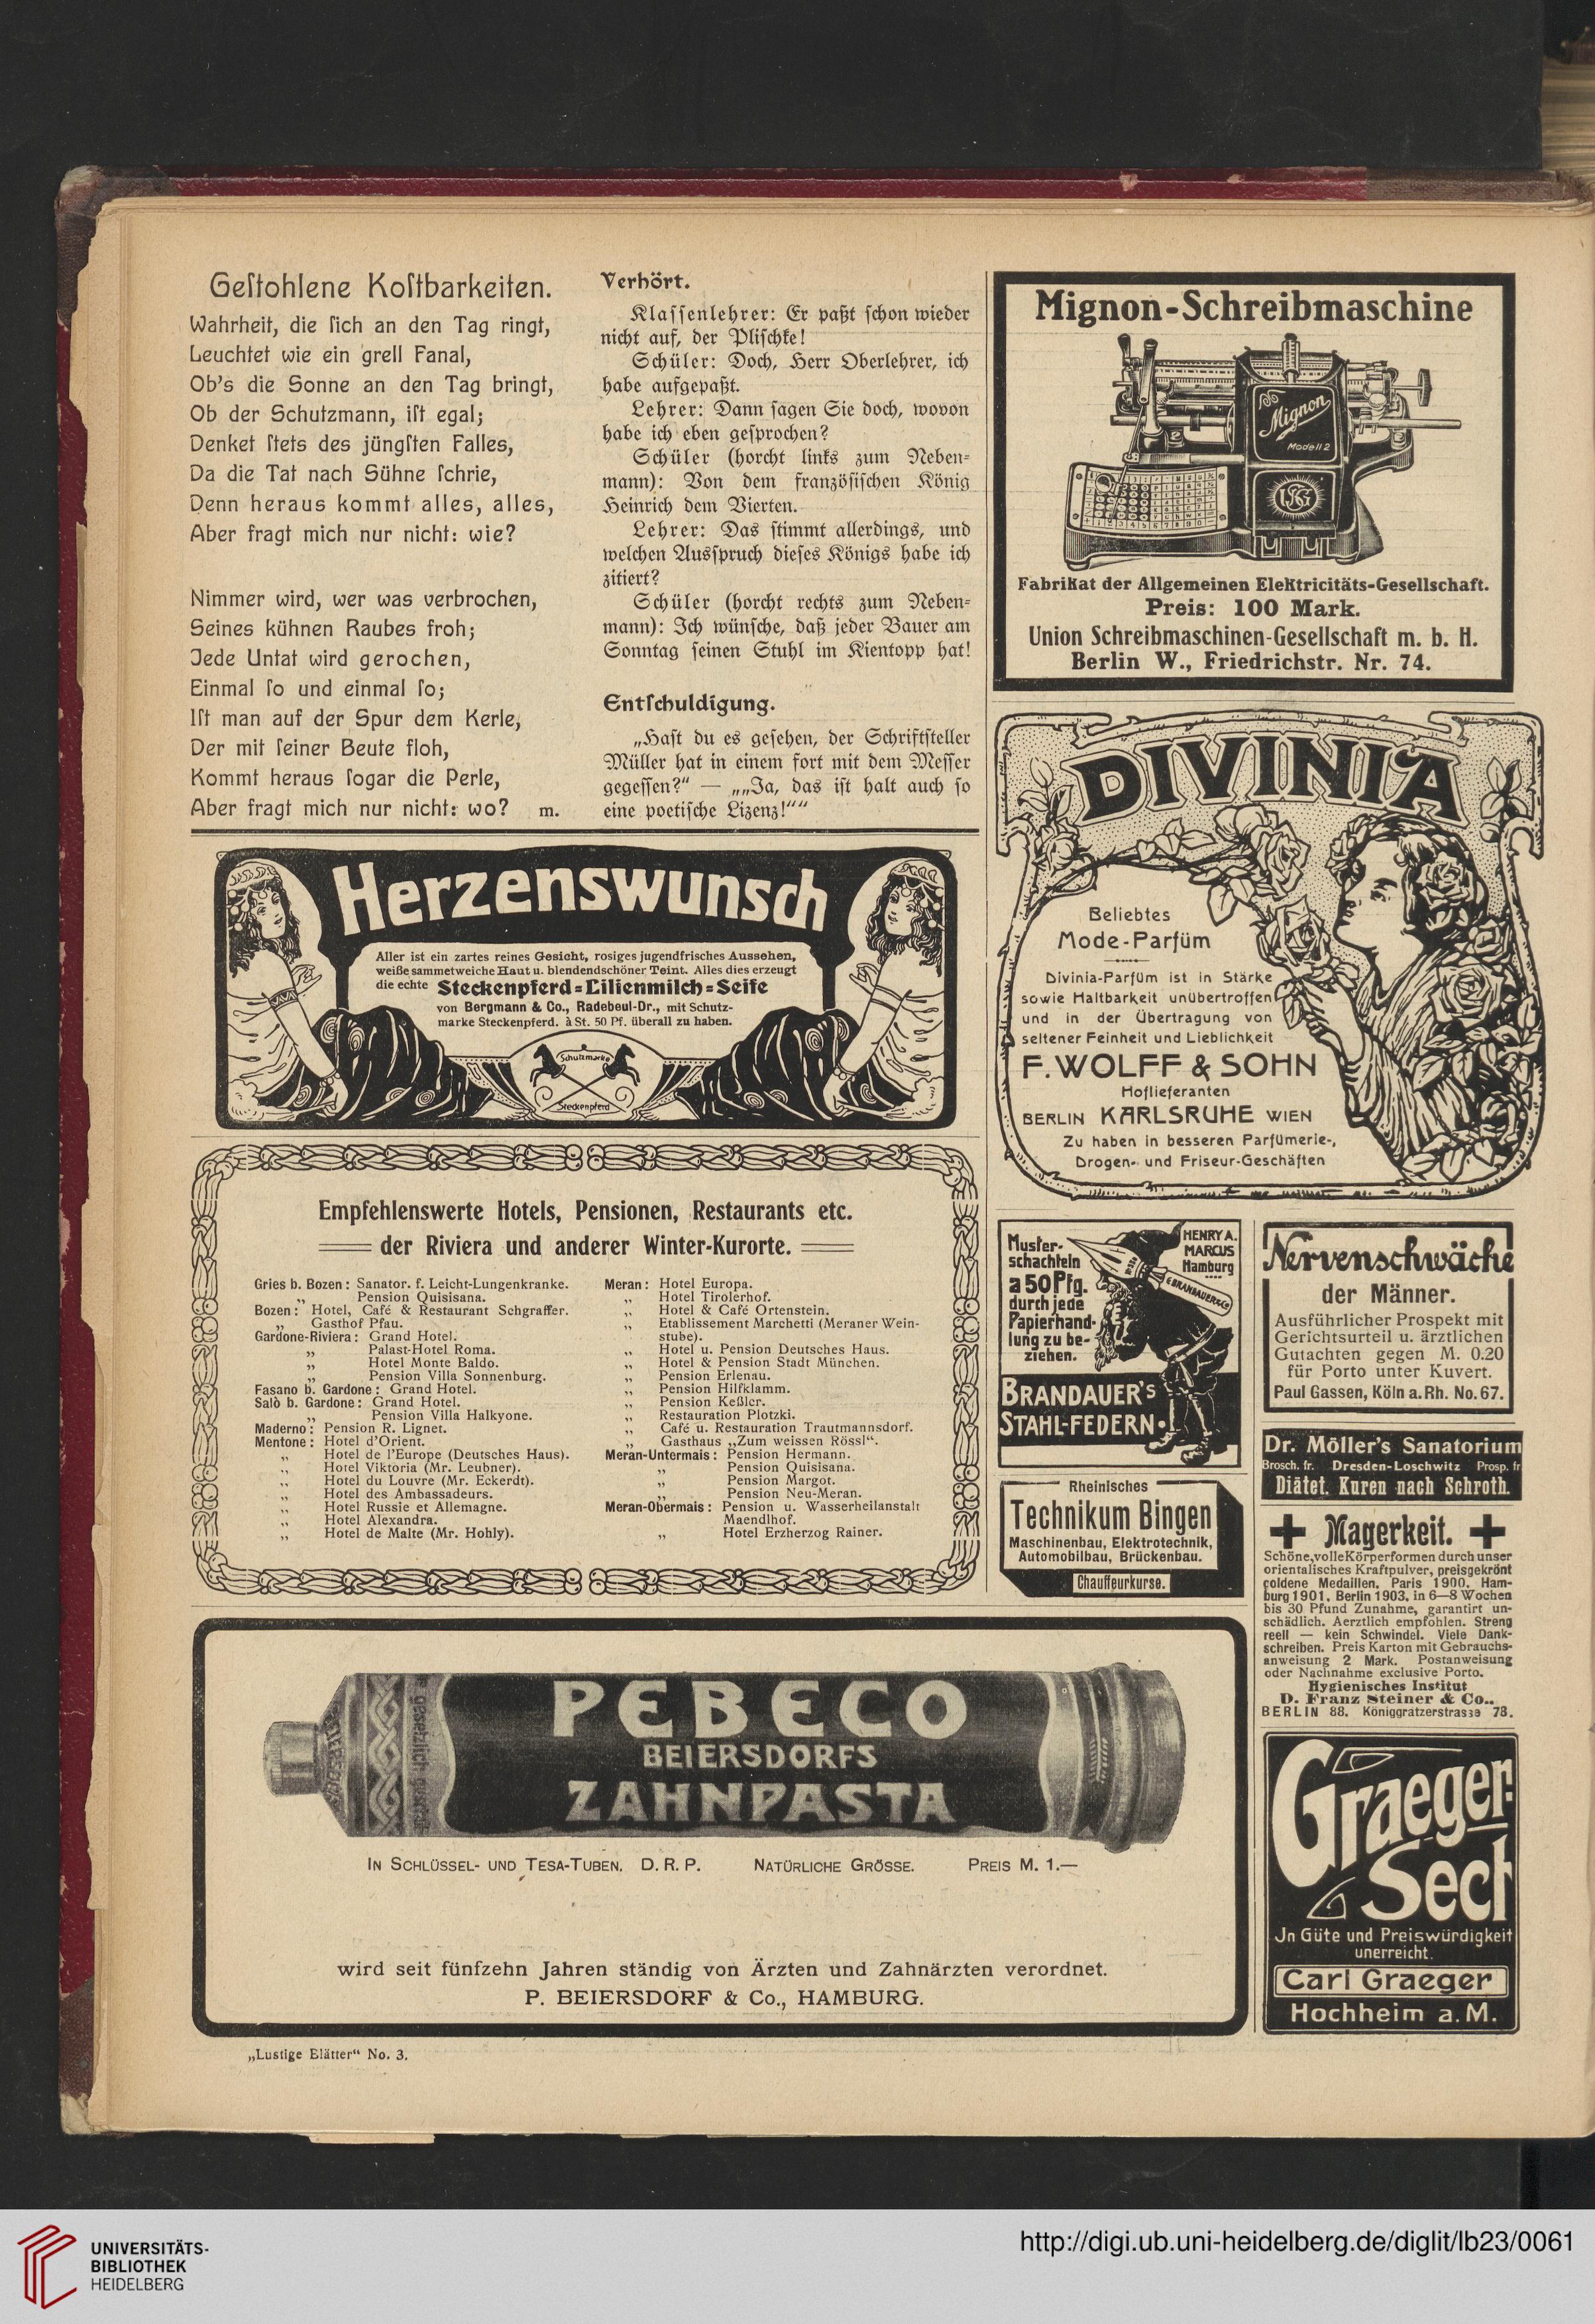 Geſtohlene Koſtbarkeiten.
Wahrheit, die ſich an den Tag ringt,
Leuchtet wie ein grell Fanal,
Ob's die Sonne an den Tag bringt,
Ob der Schutzmann, iſt egal;
Denket ſtets des jüngſten Falles,
Da die Tat nach Sühne ſchrie,
Denn heraus kommt alles, alles,
Aber fragt mich nur nicht: wie?
Nimmer wird, wer was verbrochen,
Seines kühnen Raubes froh;
Jede Untat wird gerochen,
Einmal ſo und einmal ſo;
Iſt man auf der Spur dem Kerle,
Der mit ſeiner Beute floh,
Kommt heraus ſogar die Perle,
Aber fragt mich nur nicht: wo? m.
Verhört.
Klaſſenlehrer: Er paßt ſchon wieder
nicht auf, der Pliſchke!
Schüler: Doch, Herr Oberlehrer, ich
habe aufgepaßt.
Lehrer: Dann ſagen Sie doch, wovon
habe ich eben geſprochen?
Schüler (horcht links zum Neben-
mann): Von dem franzöſiſchen König
Heinrich dem Vierten.
Lehrer: Das ſtimmt allerdings, und
welchen Ausſpruch dieſes Königs habe ich
zitiert?
Schüler (horcht rechts zum Neben-
mann): Ich wünſche, daß jeder Bauer am
Sonntag ſeinen Stuhl im Kientopp hat!
Entſchuldigung.
„Haſt du es geſehen, der Schriftſteller
Müller hat in einem fort mit dem Meſſer
gegeſſen?“ — „„Ja, das iſt halt auch ſo
eine poetiſche Lizenz!““
Mignon-Schreibmaschine
Mignon
Modell 2
Fabrikat der Allgemeinen Elektricitäts-Gesellschaft.
Preis: 100 Mark.
Union Schreibmaschinen-Gesellschaft m. b. H.
Berlin W., Friedrichstr. Nr. 74.
Herzenswunsch
Aller ist ein zartes reines Gesicht, rosiges jugendfrisches Aussehen,
weiße sammetweiche Haut u. blendendschöner Teint. Alles dies erzeugt
die echte Steckenpferd=Lilienmilch=Seife
von Bergmann & Co., Radebeul-Dr., mit Schutz-
marke Steckenpferd. à St. 50 Pf. überall zu haben.
Schutzmarke
Steckenpferd
DIVINIA
Beliebtes
Mode-Parfüm
Divinia-Parfüm ist in Stärke
sowie Haltbarkeit unübertroffen
und in der Übertragung von
seltener Feinheit und Lieblichkeit
F. WOLFF & SOHN
Hoflieferanten
BERLIN KARLSRUHE WIEN
Zu haben in besseren Parfümerie-,
Drogen- und Friseur-Geschäften
Empfehlenswerte Hotels, Pensionen, Restaurants etc.
der Riviera und anderer Winter-Kurorte.
Gries b. Bozen: Sanator. f. Leicht-Lungenkranke.
„ Pension Quisisana.
Bozen: Hotel, Café & Restaurant Schgraffer.
„ Gasthof Pfau.
Gardone-Riviera: Grand Hotel.
„ Palast-Hotel Roma.
„ Hotel Monte Baldo.
„ Pension Villa Sonnenburg.
Fasano b. Gardone: Grand Hotel.
Salò b. Gardone: Grand Hotel.
„ Pension Villa Halkyone.
Maderno: Pension R. Lignet.
Mentone: Hotel d'Orient.
„ Hotel de l'Europe (Deutsches Haus).
„ Hotel Viktoria (Mr. Leubner).
„ Hotel du Louvre (Mr. Eckerdt).
„ Hotel des Ambassadeurs.
„ Hotel Russie et Allemagne.
„ Hotel Alexandra.
„ Hotel de Malte (Mr. Hohly).
Meran: Hotel Europa.
„ Hotel Tirolerhof.
„ Hotel & Café Ortenstein.
„ Etablissement Marchetti (Meraner Wein-
stube).
„ Hotel u. Pension Deutsches Haus.
„ Hotel & Pension Stadt München.
„ Pension Erlenau.
„ Pension Hilfklamm.
„ Pension Keßler.
„ Restauration Plotzki.
„ Café u. Restauration Trautmannsdorf.
„ Gasthaus „Zum weissen Rössl“.
Meran-Untermais: Pension Hermann.
„ Pension Quisisana.
„ Pension Margot.
„ Pension Neu-Meran.
Meran-Obermais: Pension u. Wasserheilanstalt
Maendlhof.
„ Hotel Erzherzog Rainer.
Muster-
schachteln
a 50 Pfg.
durch jede
Papierhand-
lung zu be-
ziehen.
HENRY A.
MARCUS
Hamburg
BRANDAUER & Co
BRANDAUER'S
STAHL-FEDERN.
Rheinisches
Technikum Bingen
Maschinenbau, Elektrotechnik,
Automobilbau, Brückenbau.
Chauffeurkurse.
Nervenschwäche
der Männer.
Ausführlicher Prospekt mit
Gerichtsurteil u. ärztlichen
Gutachten gegen M. 0.20
für Porto unter Kuvert.
Paul Gassen, Köln a. Rh. No. 67.
Dr. Möller's Sanatorium
Brosch. fr. Dresden-Loschwitz Prosp. fr
Diätet. Kuren nach Schroth.
Magerkeit.
Schöne, volle Körperformen durch unser
orientalisches Kraftpulver, preisgekrönt
goldene Medaillen, Paris 1900, Ham-
burg 1901, Berlin 1903, in 6—8 Wochen
bis 30 Pfund Zunahme, garantirt un-
schädlich. Aerztlich empfohlen. Streng
reell — kein Schwindel. Viele Dank-
schreiben. Preis Karton mit Gebrauchs-
anweisung 2 Mark. Postanweisung
oder Nachnahme exclusive Porto.
Hygienisches Institut
D. Franz Steiner & Co.,
BERLIN 88. Königgratzerstrasse 78.
PEBECO
BEIERSDORFS
ZAHNPASTA
IN SCHLÜSSEL- UND TESA-TUBEN. D. R. P. NATÜRLICHE GRÖSSE. PREIS M. 1.—
wird seit fünfzehn Jahren ständig von Ärzten und Zahnärzten verordnet.
P. BEIERSDORF & Co., HAMBURG.
Graeger-
Sect
Jn Güte und Preiswürdigkeit
unerreicht.
Carl Graeger
Hochheim a. M.
„Lustige Blätter“ No. 3.
UNIVERSITÄTS-
BIBLIOTHEK
HEIDELBERG
http://digi.ub.uni-heidelberg.de/diglit/lb23/0061